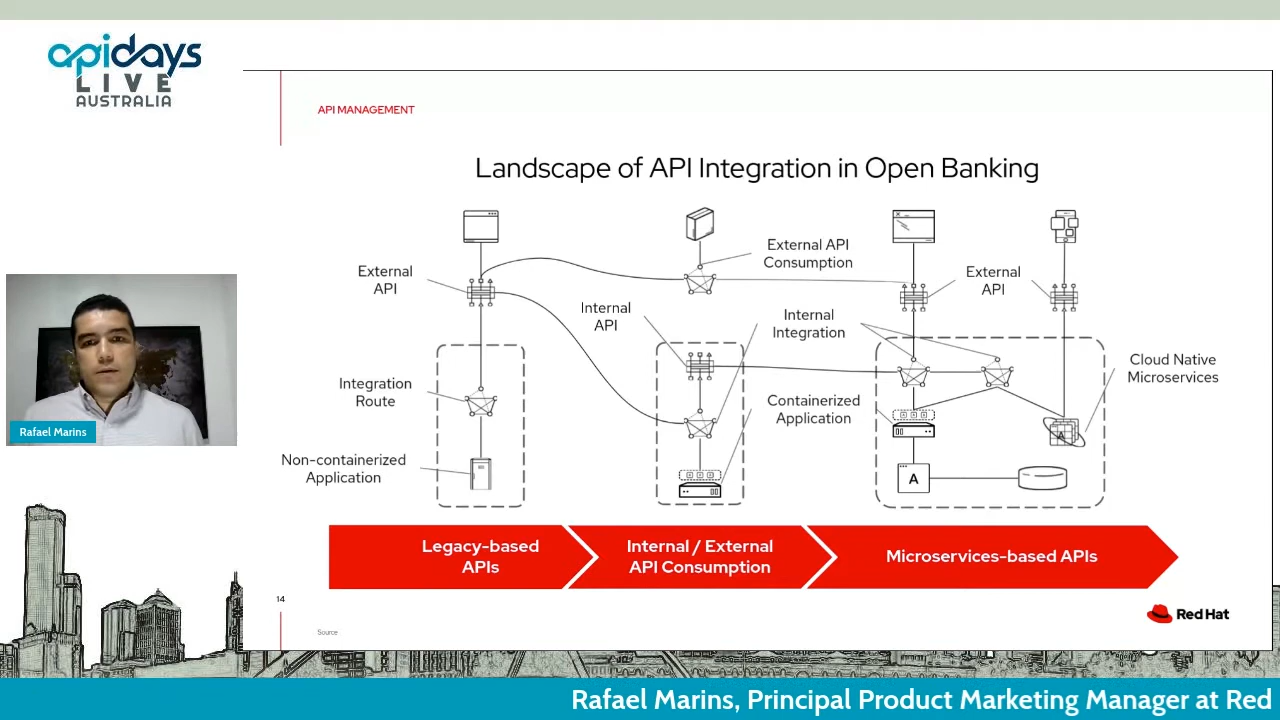 apidays
LIVE
AUSTRALIA
API MANAGEMENT
Landscape of API Integration in Open Banking
External API
Consumption
External
API
External
API
Internal
API
Internal
Integration
Integration
Route
Containerized
Application
Cloud Native
Microservices
Non-containerized
Application
A
A
Legacy-based
APIs
Internal / External
API Consumption
Microservices-based APIs
14
Red Hat
Source
Rafael Marins
Rafael Marins, Principal Product Marketing Manager at Red